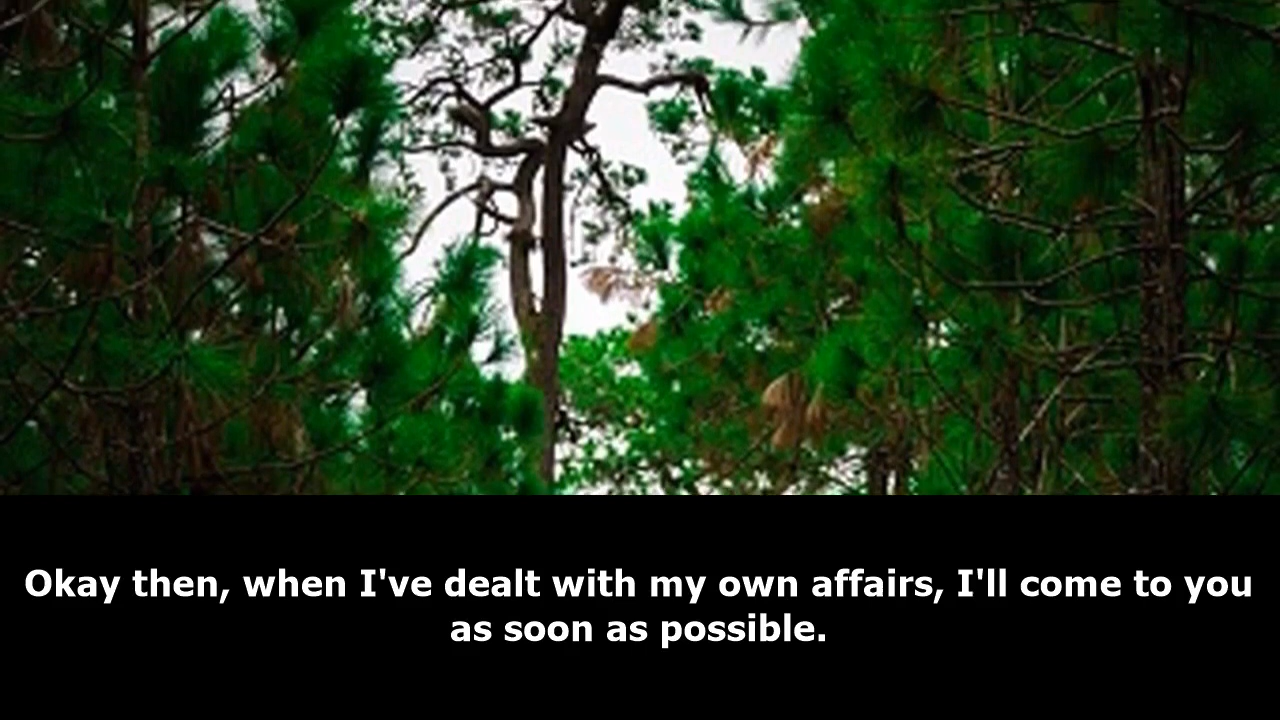 Okay then, when I've dealt with my own affairs, I'll come to you
as soon as possible.